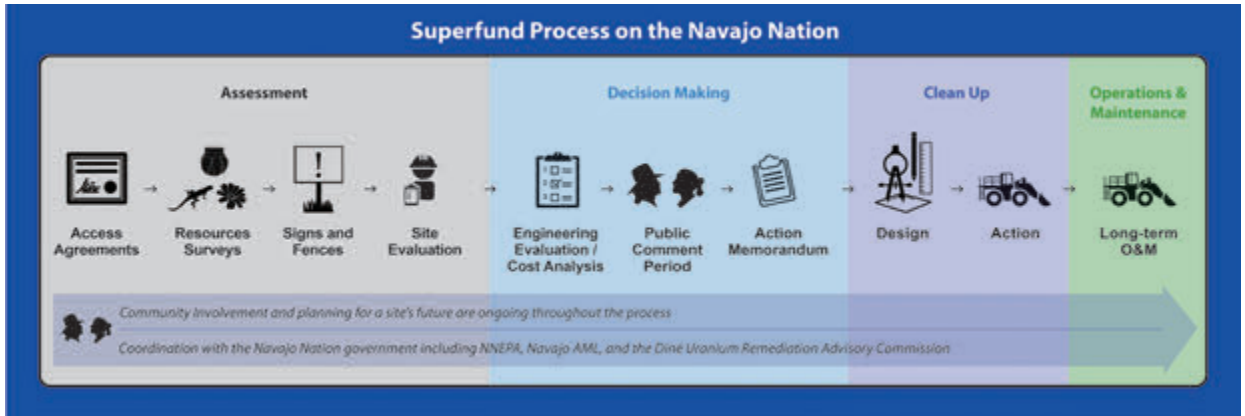 Superfund Process on the Navajo Nation
Assessment
Decision Making
Clean Up
Operations &
Maintenance
Access
Agreements
Resources
Surveys
Signs and
Fences
Site
Evaluation
Engineering
Evaluation /
Cost Analysis
Public
Comment
Period
Action
Memorandum
Design
Action
Long-term
O&M
Community Involvement and planning for a site's future are ongoing throughout the process
Coordination with the Navajo Nation government including NNEPA, Navajo AML, and the Diné Uranium Remediation Advisory Commission